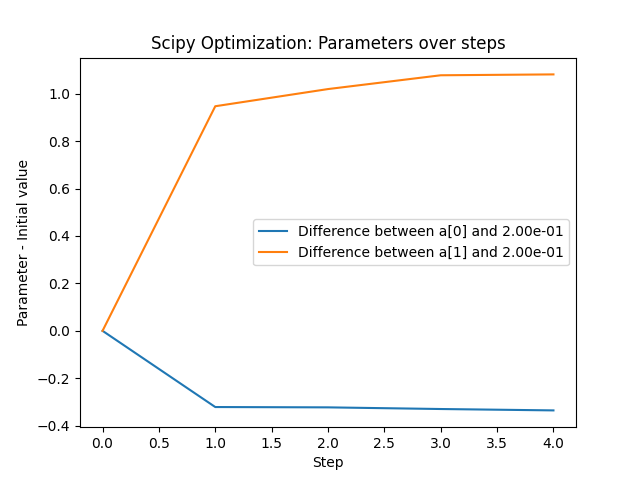 Scipy Optimization: Parameters over steps
Parameter - Initial value
1.0
0.8
0.6
0.4
0.2
0.0
−0.2
−0.4
Difference between a[0] and 2.00e-01
Difference between a[1] and 2.00e-01
0.0 0.5 1.0 1.5 2.0 2.5 3.0 3.5 4.0
Step